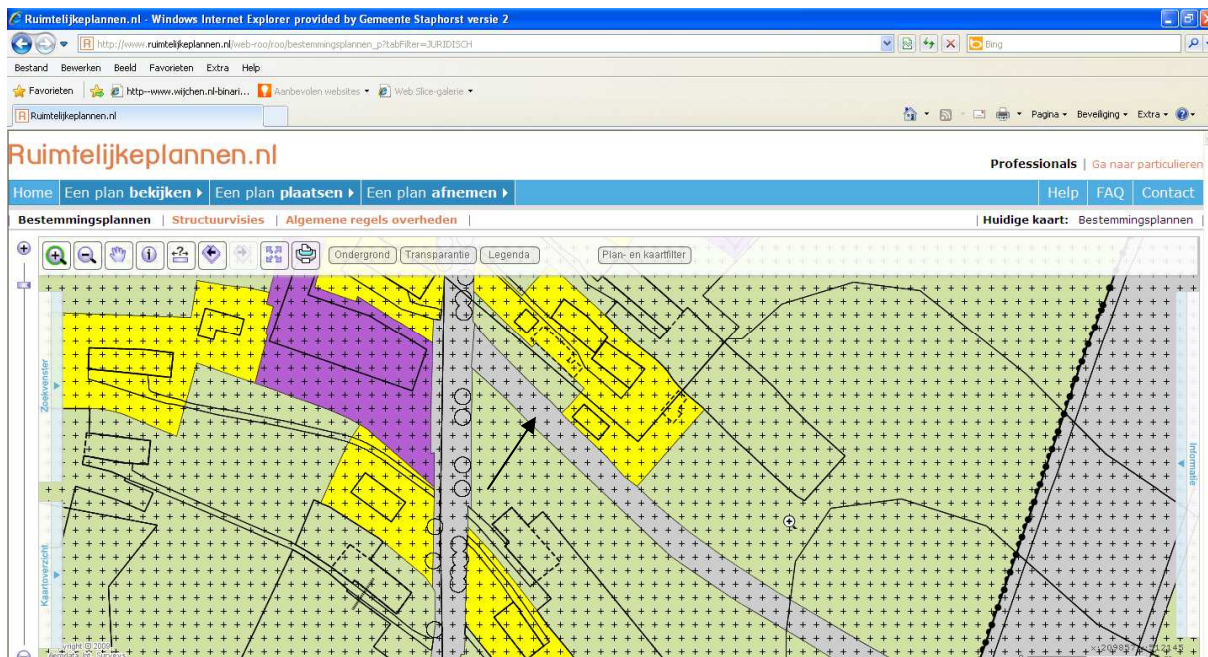 Ruimtelijkeplannen.nl - Windows Internet Explorer provided by Gemeente Staphorst versie 2
http://www.ruimtelijkeplannen.nl/web-roo/roo/bestemmingsplannen_p?tabFilter=JURIDISCH
Bing
Bestand Bewerken Beeld Favorieten Extra Help
Favorieten http--www.wijchen.nl-binari... Aanbevolen websites Web Slice-galerie
Ruimtelijkeplannen.nl
Pagina Beveiliging Extra
Ruimtelijkeplannen.nl
Professionals | Ga naar particulieren
Home Een plan bekijken Een plan plaatsen Een plan afnemen Help FAQ Contact
| Bestemmingsplannen | Structuurvisies | Algemene regels overheden | | Huidige kaart: Bestemmingsplannen |
Ondergrond Transparantie Legenda Plan- en kaartfilter
Zoekvenster
Informatie
Kaartoverzicht